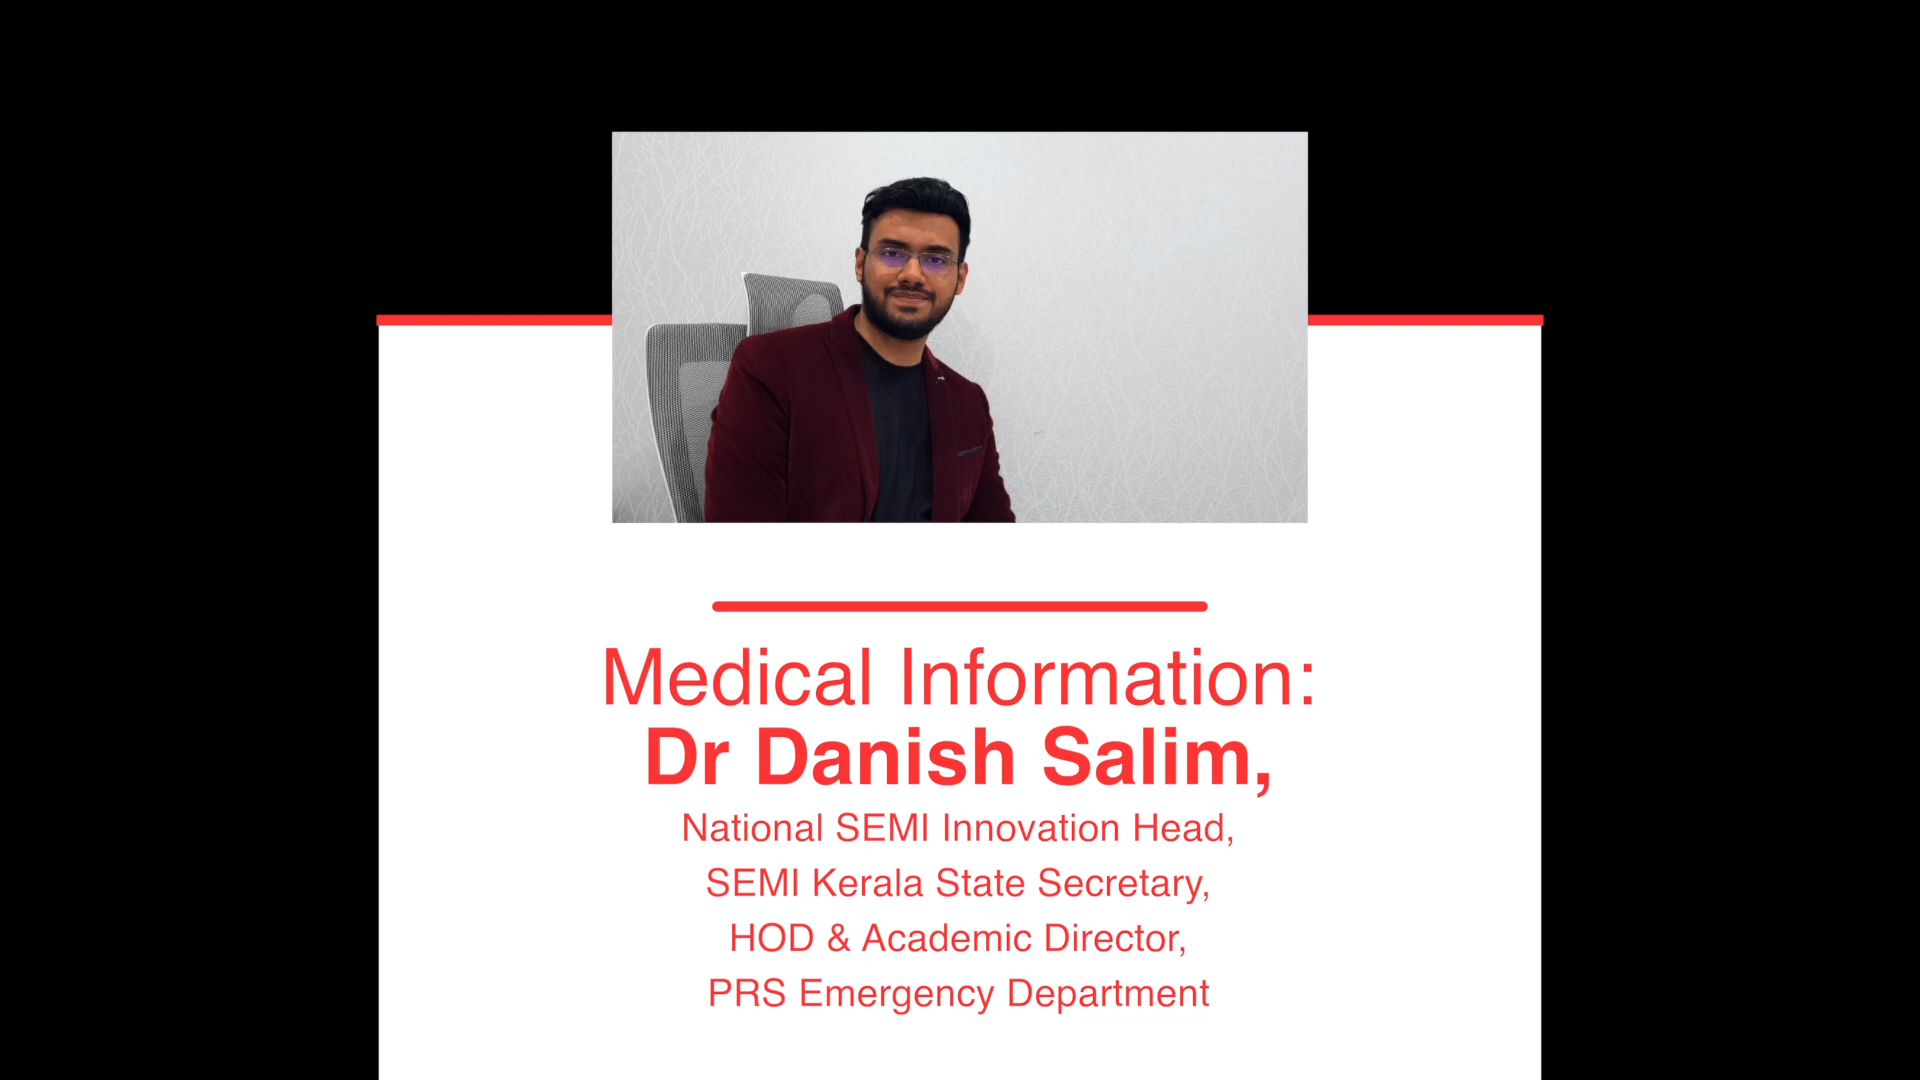 Medical Information:
Dr Danish Salim,
National SEMI Innovation Head,
SEMI Kerala State Secretary,
HOD & Academic Director,
PRS Emergency Department